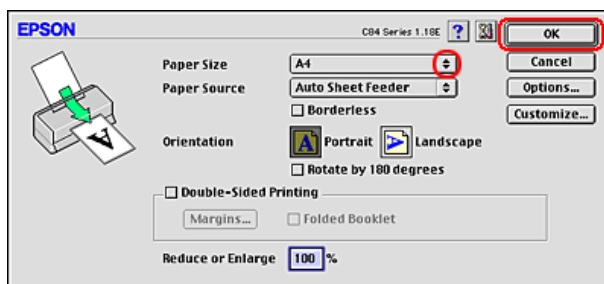 EPSON C84 Series 1.18E ? OK
Paper Size A4 Cancel
Paper Source Auto Sheet Feeder Options...
Borderless Customize...
Orientation A Portrait A Landscape
Rotate by 180 degrees
Double-Sided Printing
Margins... Folded Booklet
Reduce or Enlarge 100 %
A